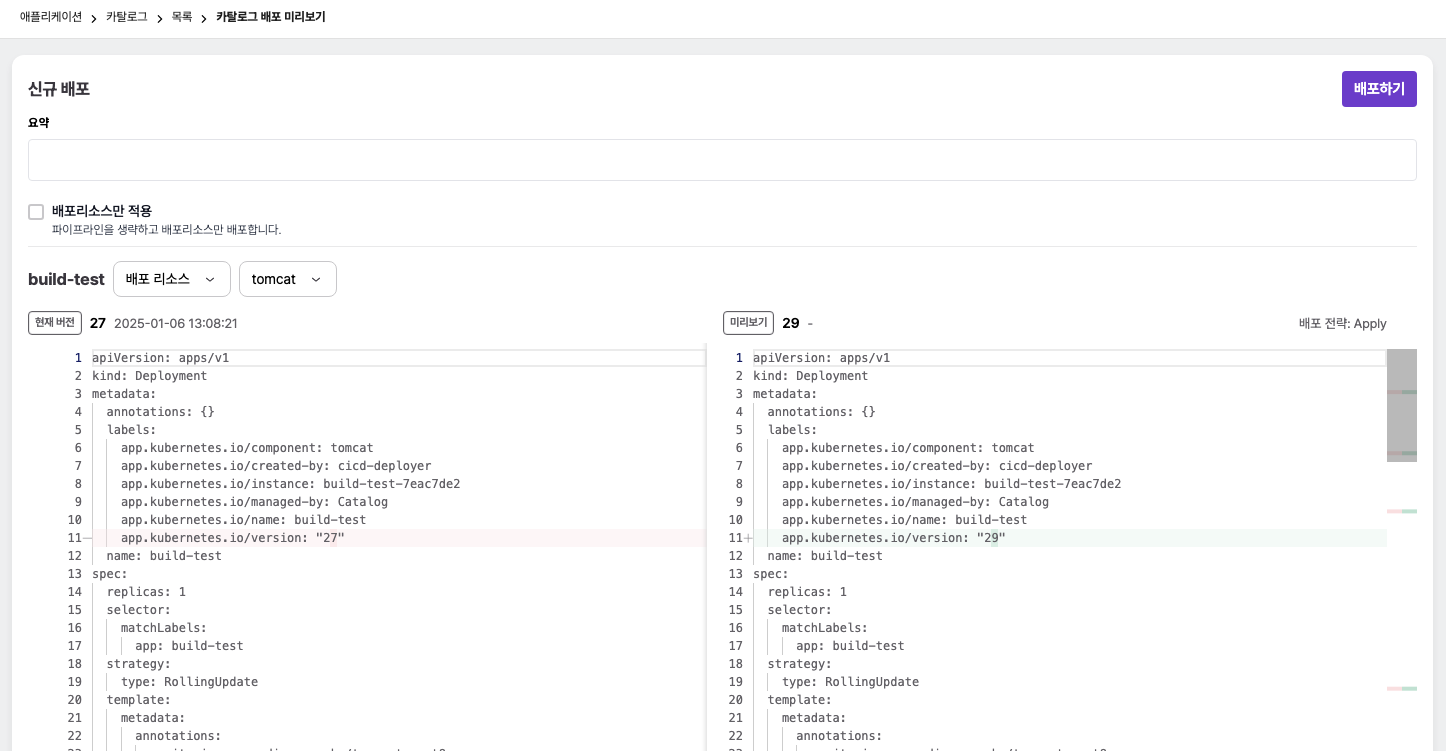 애플리케이션 > 카탈로그 > 목록 > 카탈로그 배포 미리보기
신규 배포
배포하기
요약
배포리소스만 적용
파이프라인을 생략하고 배포리소스만 배포합니다.
build-test 배포 리소스 tomcat
현재 버전 27 2025-01-06 13:08:21
1 apiVersion: apps/v1
2 kind: Deployment
3 metadata:
4 annotations: {}
5 labels:
6 app.kubernetes.io/component: tomcat
7 app.kubernetes.io/created-by: cicd-deployer
8 app.kubernetes.io/instance: build-test-7eac7de2
9 app.kubernetes.io/managed-by: Catalog
10 app.kubernetes.io/name: build-test
11— app.kubernetes.io/version: "27"
12 name: build-test
13 spec:
14 replicas: 1
15 selector:
16 matchLabels:
17 app: build-test
18 strategy:
19 type: RollingUpdate
20 template:
21 metadata:
22 annotations:
미리보기 29 - 배포 전략: Apply
1 apiVersion: apps/v1
2 kind: Deployment
3 metadata:
4 annotations: {}
5 labels:
6 app.kubernetes.io/component: tomcat
7 app.kubernetes.io/created-by: cicd-deployer
8 app.kubernetes.io/instance: build-test-7eac7de2
9 app.kubernetes.io/managed-by: Catalog
10 app.kubernetes.io/name: build-test
11+ app.kubernetes.io/version: "29"
12 name: build-test
13 spec:
14 replicas: 1
15 selector:
16 matchLabels:
17 app: build-test
18 strategy:
19 type: RollingUpdate
20 template:
21 metadata:
22 annotations: